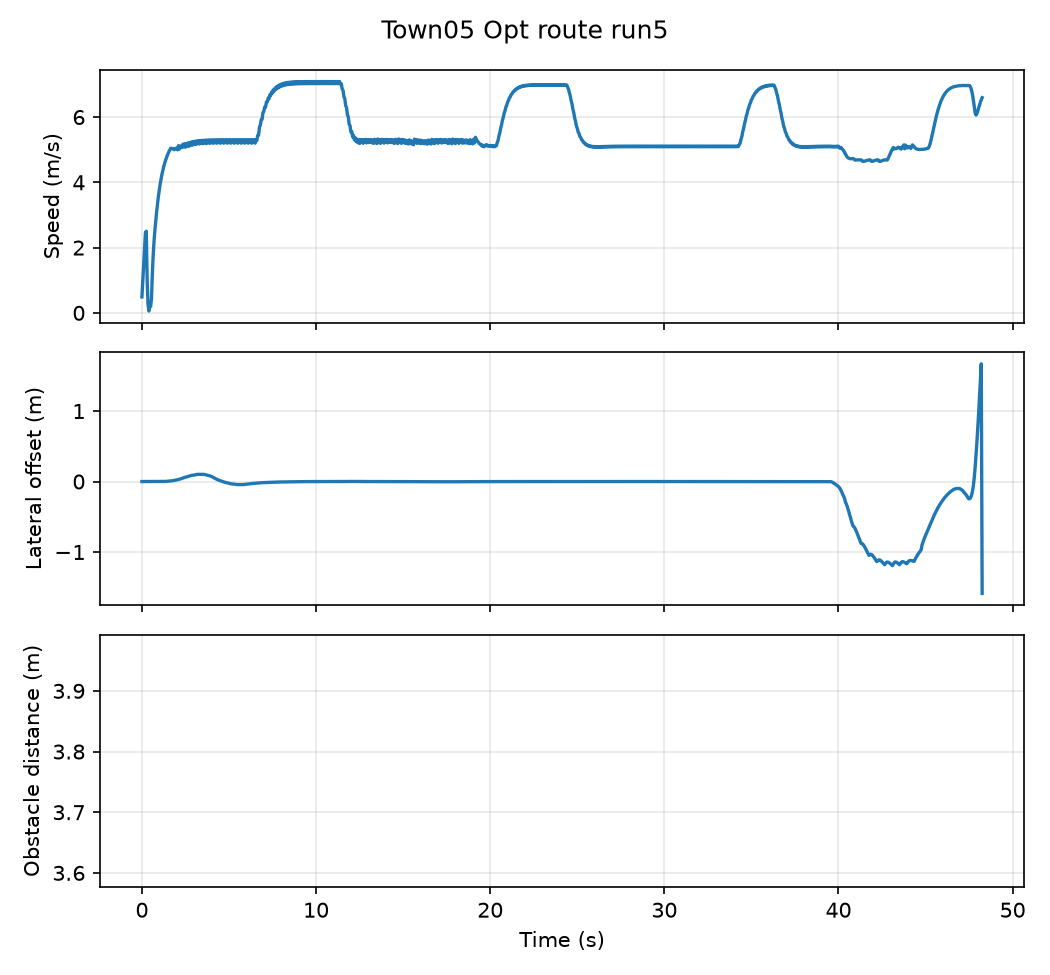 Town05 Opt route run5
Speed (m/s)
6
4
2
0
Lateral offset (m)
1
0
−1
Obstacle distance (m)
3.9
3.8
3.7
3.6
0 10 20 30 40 50
Time (s)